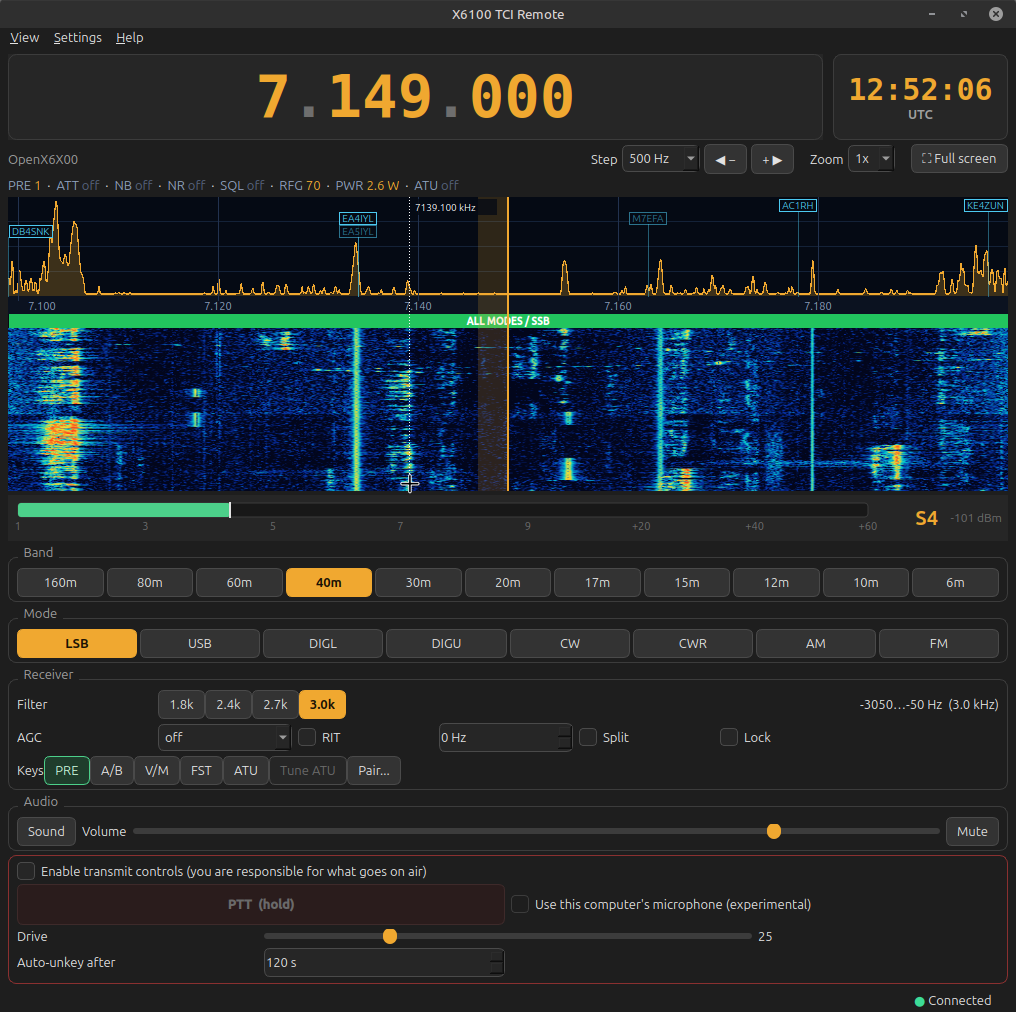 X6100 TCI Remote
View Settings Help
7.149.000
12:52:06
UTC
OpenX6X00
Step 500 Hz ◀ − + ▶ Zoom 1x Full screen
PRE 1 · ATT off · NB off · NR off · SQL off · RFG 70 · PWR 2.6 W · ATU off
7139.100 kHz
AC1RH
KE4ZUN
EA4IYL
M7EFA
DB4SNK
EA5IYL
7.100 7.120 7.140 7.160 7.180
ALL MODES / SSB
S4 -101 dBm
1 3 5 7 9 +20 +40 +60
Band
160m 80m 60m 40m 30m 20m 17m 15m 12m 10m 6m
Mode
LSB USB DIGL DIGU CW CWR AM FM
Receiver
Filter 1.8k 2.4k 2.7k 3.0k -3050…-50 Hz (3.0 kHz)
AGC off RIT 0 Hz Split Lock
Keys PRE A/B V/M FST ATU Tune ATU Pair...
Audio
Sound Volume Mute
Enable transmit controls (you are responsible for what goes on air)
PTT (hold) Use this computer's microphone (experimental)
Drive 25
Auto-unkey after 120 s
Connected